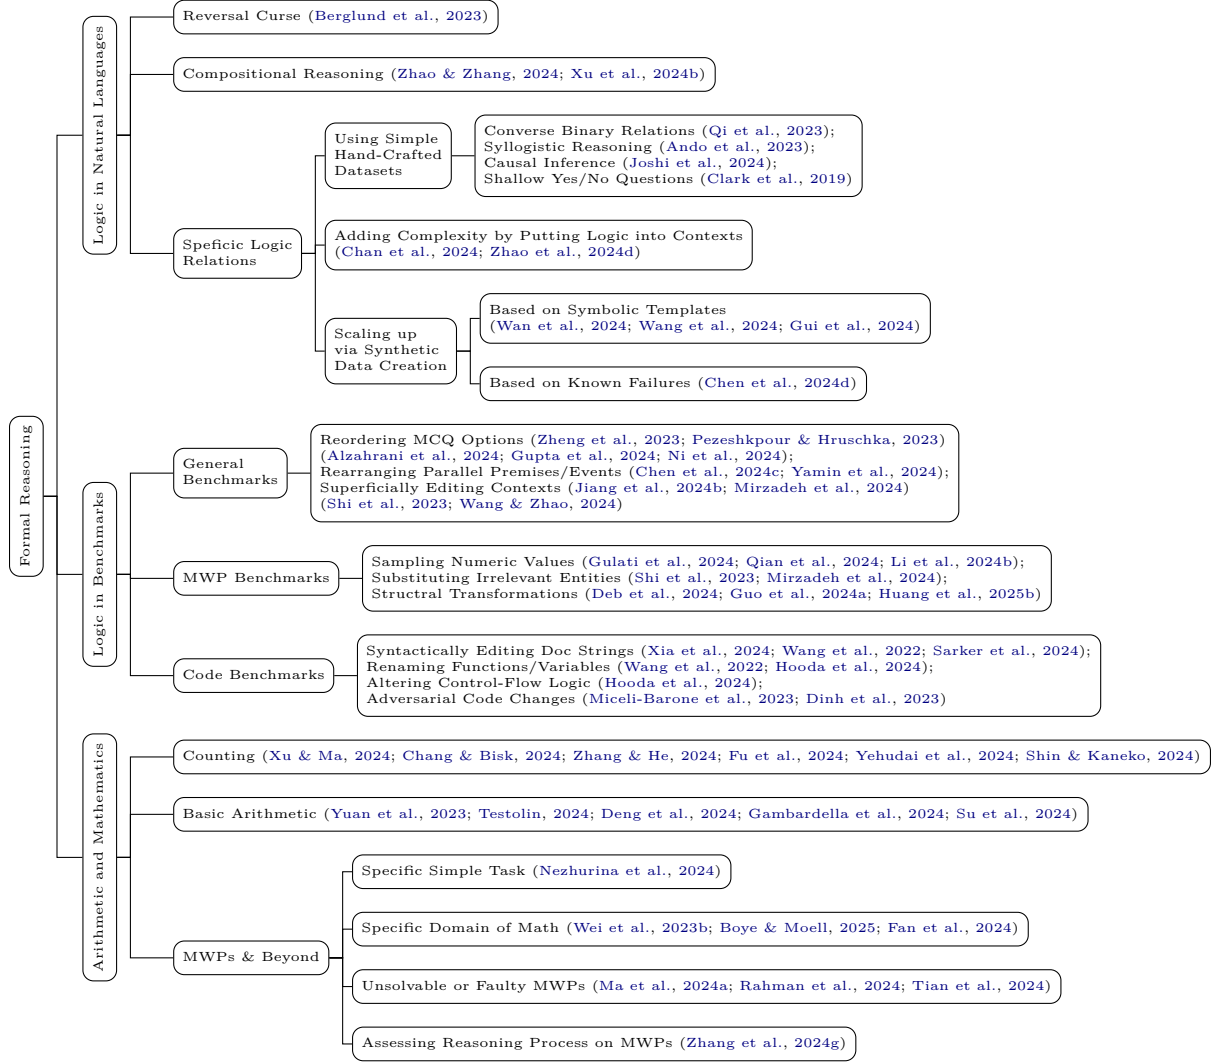 Formal Reasoning
Logic in Natural Languages
Reversal Curse (Berglund et al., 2023)
Compositional Reasoning (Zhao & Zhang, 2024; Xu et al., 2024b)
Speficic Logic
Relations
Using Simple
Hand-Crafted
Datasets
Converse Binary Relations (Qi et al., 2023);
Syllogistic Reasoning (Ando et al., 2023);
Causal Inference (Joshi et al., 2024);
Shallow Yes/No Questions (Clark et al., 2019)
Adding Complexity by Putting Logic into Contexts
(Chan et al., 2024; Zhao et al., 2024d)
Scaling up
via Synthetic
Data Creation
Based on Symbolic Templates
(Wan et al., 2024; Wang et al., 2024; Gui et al., 2024)
Based on Known Failures (Chen et al., 2024d)
Logic in Benchmarks
General
Benchmarks
Reordering MCQ Options (Zheng et al., 2023; Pezeshkpour & Hruschka, 2023)
(Alzahrani et al., 2024; Gupta et al., 2024; Ni et al., 2024);
Rearranging Parallel Premises/Events (Chen et al., 2024c; Yamin et al., 2024);
Superficially Editing Contexts (Jiang et al., 2024b; Mirzadeh et al., 2024)
(Shi et al., 2023; Wang & Zhao, 2024)
MWP Benchmarks
Sampling Numeric Values (Gulati et al., 2024; Qian et al., 2024; Li et al., 2024b);
Substituting Irrelevant Entities (Shi et al., 2023; Mirzadeh et al., 2024);
Structral Transformations (Deb et al., 2024; Guo et al., 2024a; Huang et al., 2025b)
Code Benchmarks
Syntactically Editing Doc Strings (Xia et al., 2024; Wang et al., 2022; Sarker et al., 2024);
Renaming Functions/Variables (Wang et al., 2022; Hooda et al., 2024);
Altering Control-Flow Logic (Hooda et al., 2024);
Adversarial Code Changes (Miceli-Barone et al., 2023; Dinh et al., 2023)
Arithmetic and Mathematics
Counting (Xu & Ma, 2024; Chang & Bisk, 2024; Zhang & He, 2024; Fu et al., 2024; Yehudai et al., 2024; Shin & Kaneko, 2024)
Basic Arithmetic (Yuan et al., 2023; Testolin, 2024; Deng et al., 2024; Gambardella et al., 2024; Su et al., 2024)
MWPs & Beyond
Specific Simple Task (Nezhurina et al., 2024)
Specific Domain of Math (Wei et al., 2023b; Boye & Moell, 2025; Fan et al., 2024)
Unsolvable or Faulty MWPs (Ma et al., 2024a; Rahman et al., 2024; Tian et al., 2024)
Assessing Reasoning Process on MWPs (Zhang et al., 2024g)